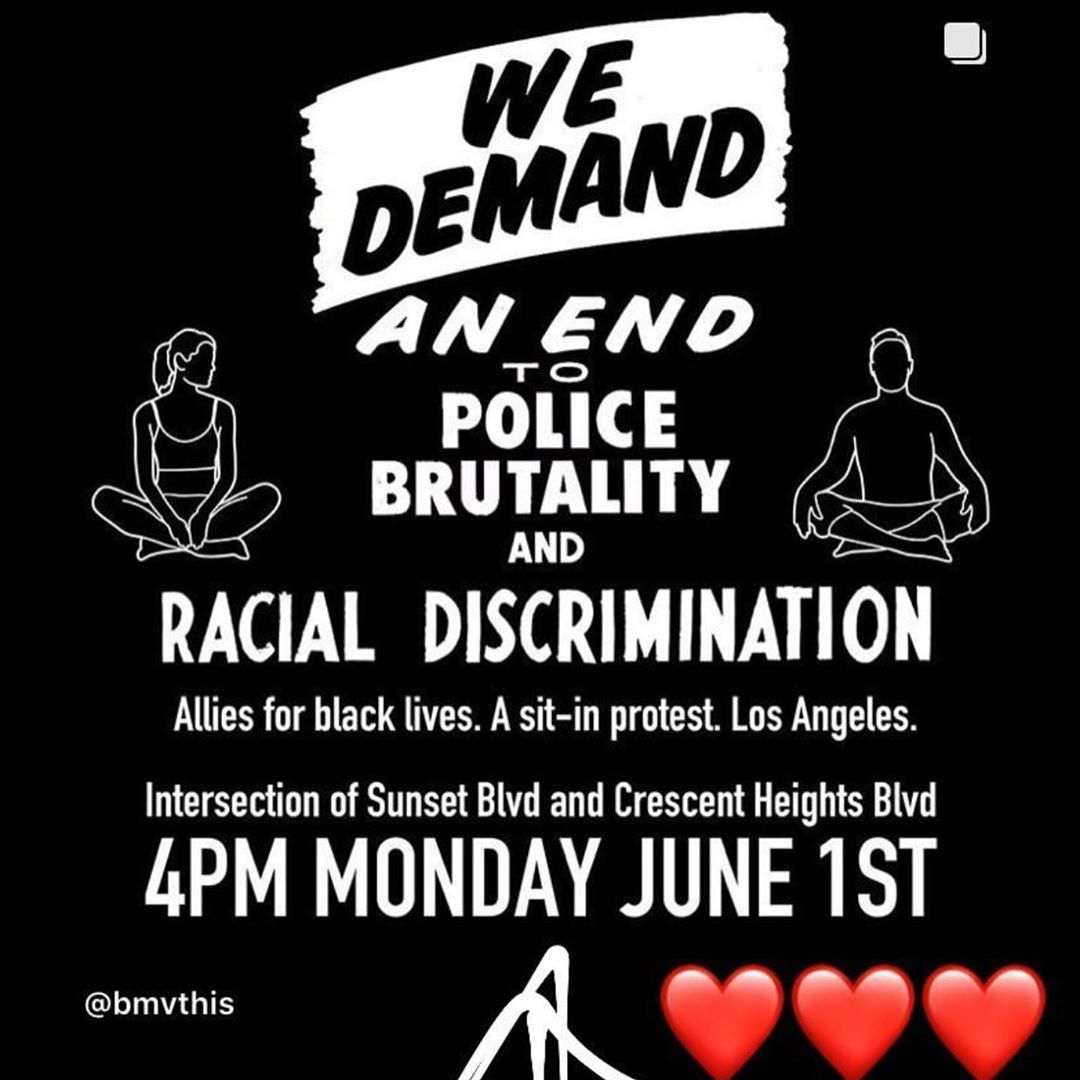 WE
DEMAND
AN END
TO
POLICE
BRUTALITY
AND
RACIAL DISCRIMINATION
Allies for black lives. A sit-in protest. Los Angeles.
Intersection of Sunset Blvd and Crescent Heights Blvd
4PM MONDAY JUNE 1ST
@bmvthis